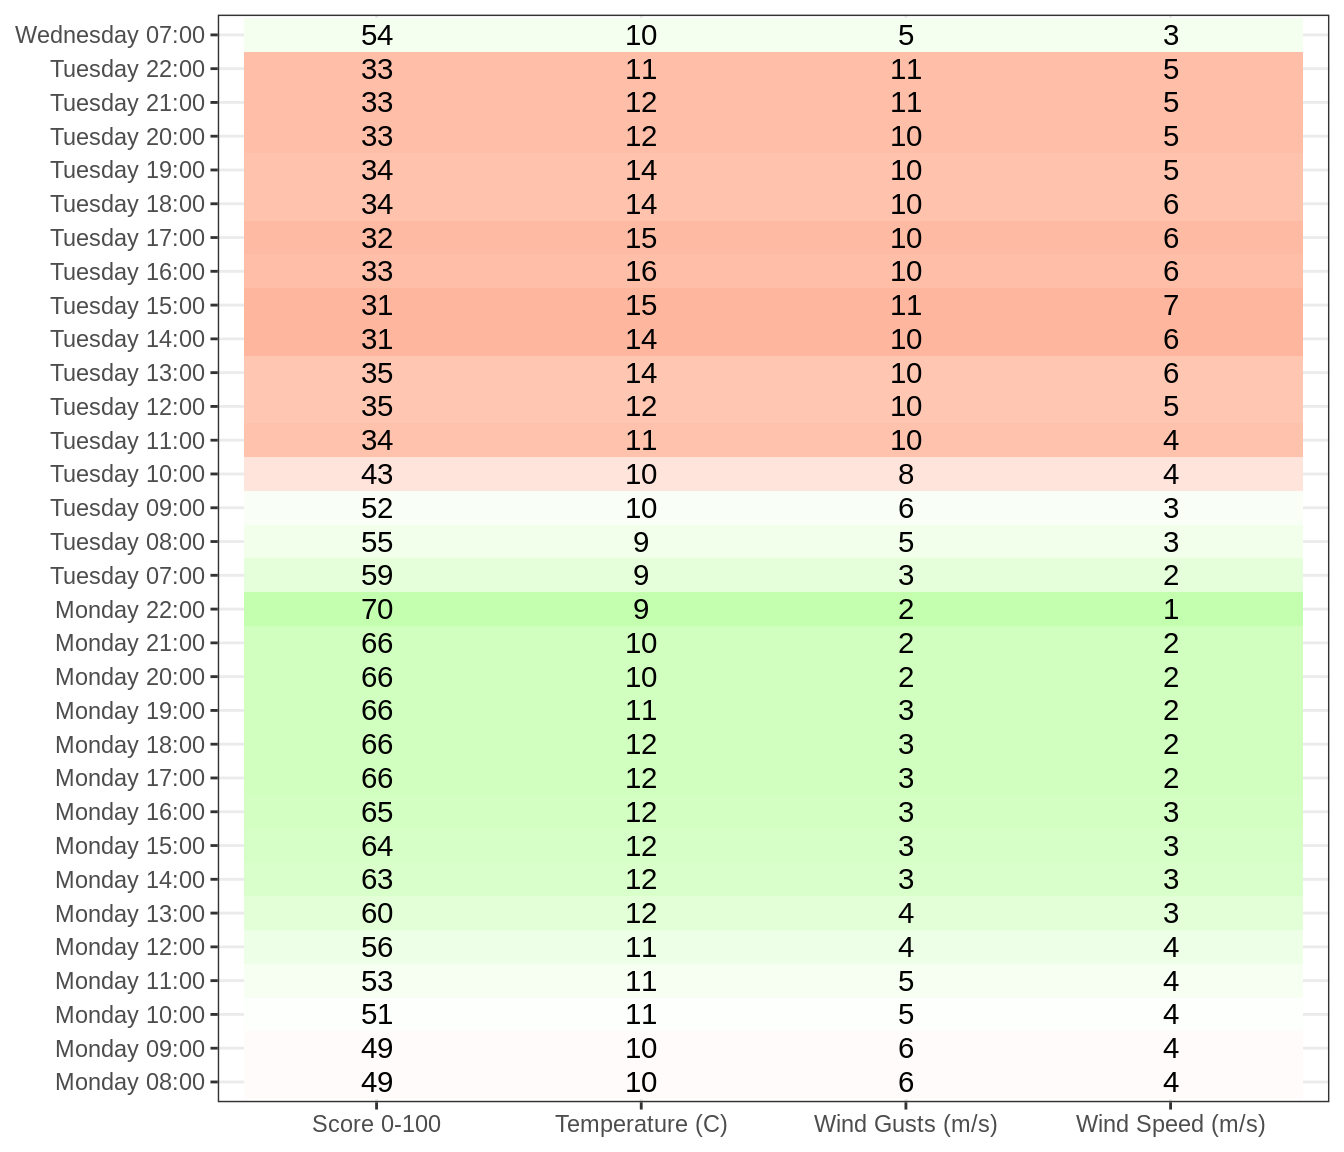 Wednesday 07:00 54 10 5 3
Tuesday 22:00 33 11 11 5
Tuesday 21:00 33 12 11 5
Tuesday 20:00 33 12 10 5
Tuesday 19:00 34 14 10 5
Tuesday 18:00 34 14 10 6
Tuesday 17:00 32 15 10 6
Tuesday 16:00 33 16 10 6
Tuesday 15:00 31 15 11 7
Tuesday 14:00 31 14 10 6
Tuesday 13:00 35 14 10 6
Tuesday 12:00 35 12 10 5
Tuesday 11:00 34 11 10 4
Tuesday 10:00 43 10 8 4
Tuesday 09:00 52 10 6 3
Tuesday 08:00 55 9 5 3
Tuesday 07:00 59 9 3 2
Monday 22:00 70 9 2 1
Monday 21:00 66 10 2 2
Monday 20:00 66 10 2 2
Monday 19:00 66 11 3 2
Monday 18:00 66 12 3 2
Monday 17:00 66 12 3 2
Monday 16:00 65 12 3 3
Monday 15:00 64 12 3 3
Monday 14:00 63 12 3 3
Monday 13:00 60 12 4 3
Monday 12:00 56 11 4 4
Monday 11:00 53 11 5 4
Monday 10:00 51 11 5 4
Monday 09:00 49 10 6 4
Monday 08:00 49 10 6 4
Score 0-100 Temperature (C) Wind Gusts (m/s) Wind Speed (m/s)